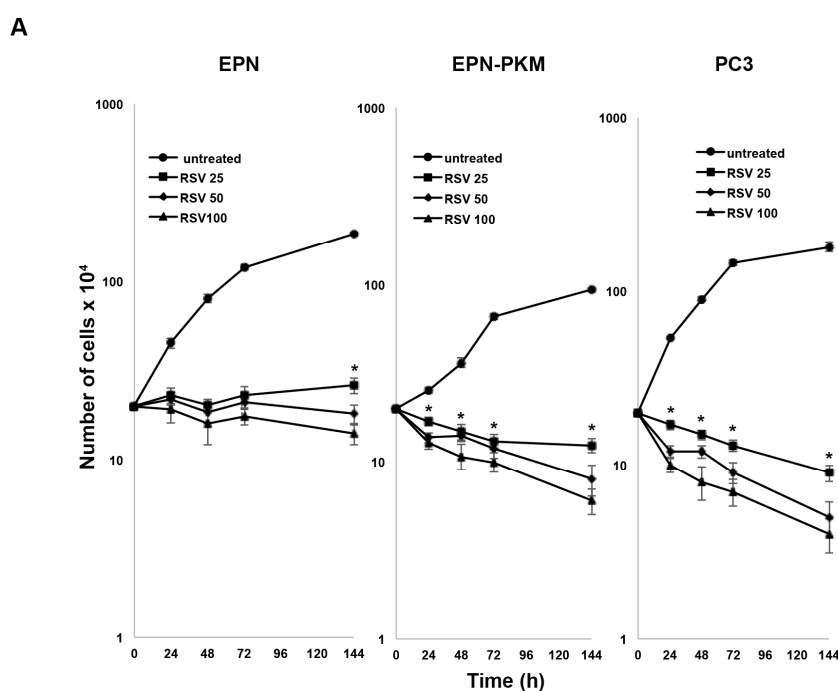 A
EPN
EPN-PKM
PC3
1000
100
10
1
untreated
RSV 25
RSV 50
RSV100
*
0 24 48 72 96 120 144
1000
100
10
1
untreated
RSV 25
RSV 50
RSV 100
* * * *
0 24 48 72 96 120 144
1000
100
10
1
untreated
RSV 25
RSV 50
RSV 100
* * * *
0 24 48 72 96 120 144
Number of cells x 10⁴
Time (h)